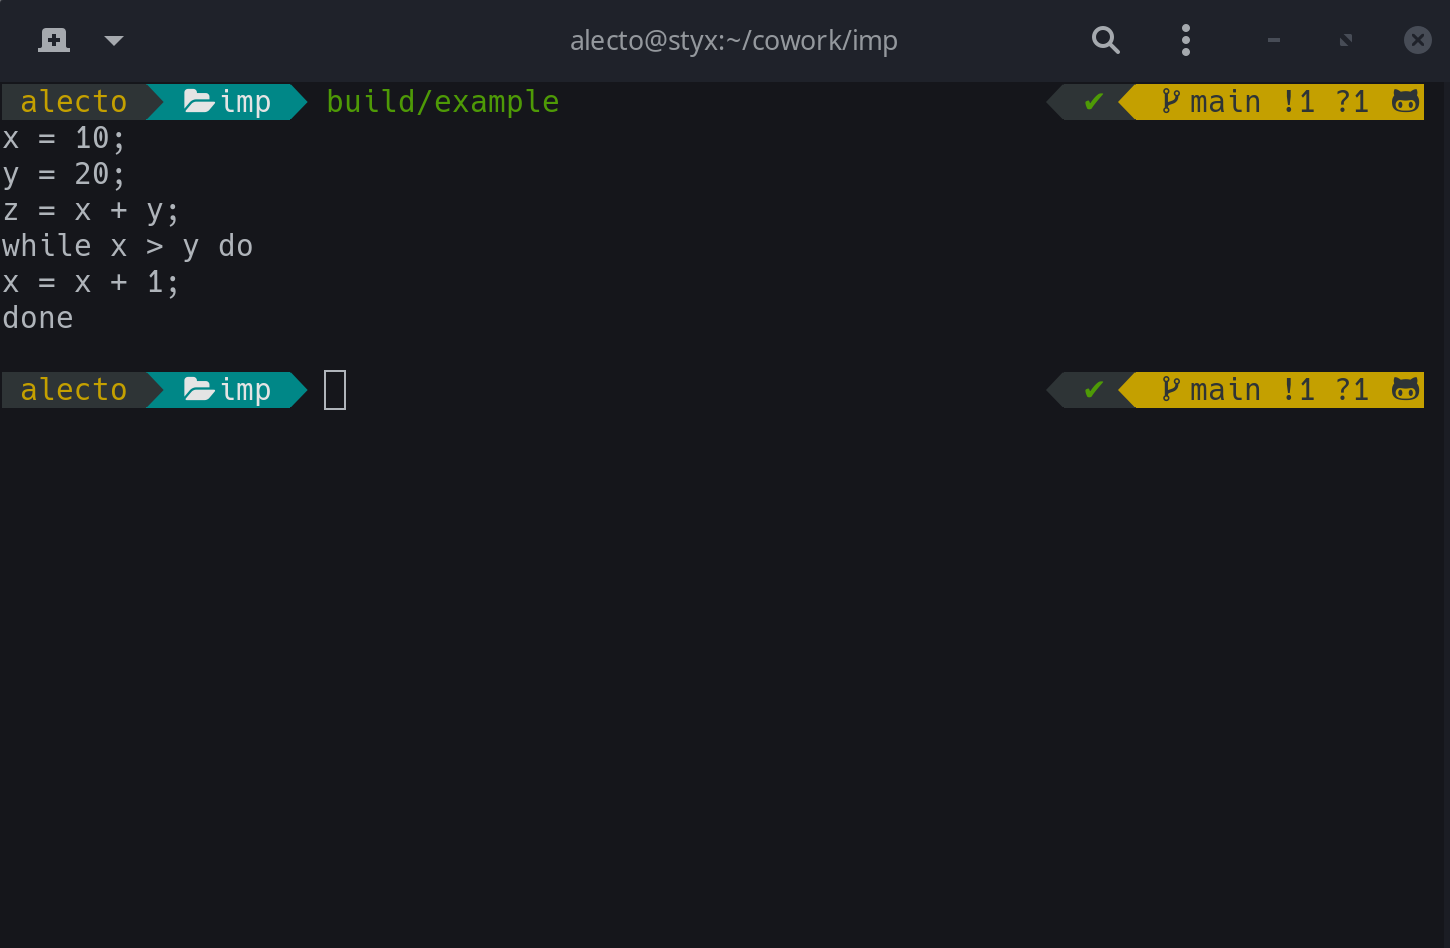 alecto@styx:~/cowork/imp
alecto imp build/example ✔ main !1 ?1
x = 10;
y = 20;
z = x + y;
while x > y do
x = x + 1;
done
alecto imp ✔ main !1 ?1